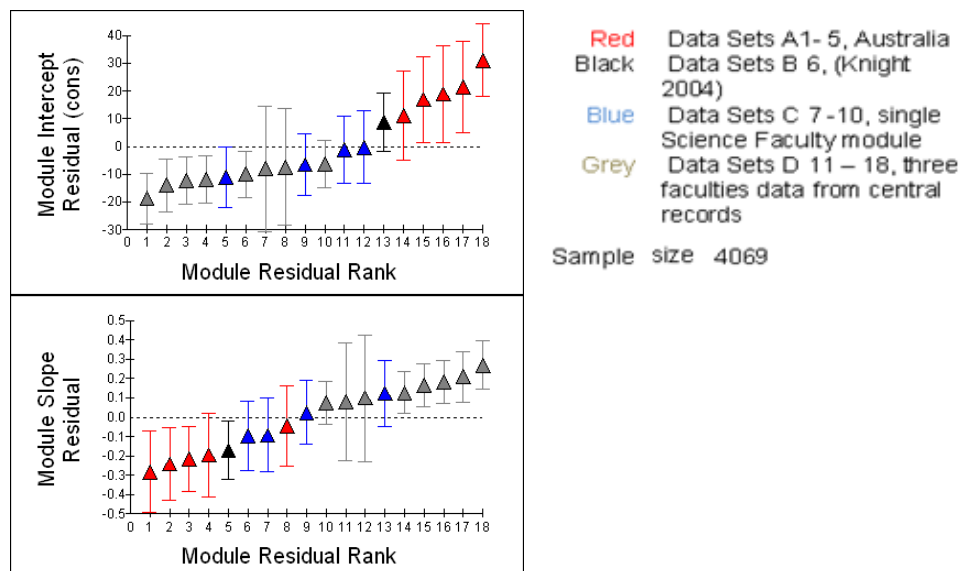 40
30
20
10
0
-10
-20
-30
Module Intercept
Residual (cons)
0 1 2 3 4 5 6 7 8 9 10 11 12 13 14 15 16 17 18
Module Residual Rank
0.5
0.4
0.3
0.2
0.1
0.0
-0.1
-0.2
-0.3
-0.4
-0.5
Module Slope
Residual
0 1 2 3 4 5 6 7 8 9 10 11 12 13 14 15 16 17 18
Module Residual Rank
Red Data Sets A1- 5, Australia
Black Data Sets B 6, (Knight
2004)
Blue Data Sets C 7 -10, single
Science Faculty module
Grey Data Sets D 11 – 18, three
faculties data from central
records
Sample size 4069